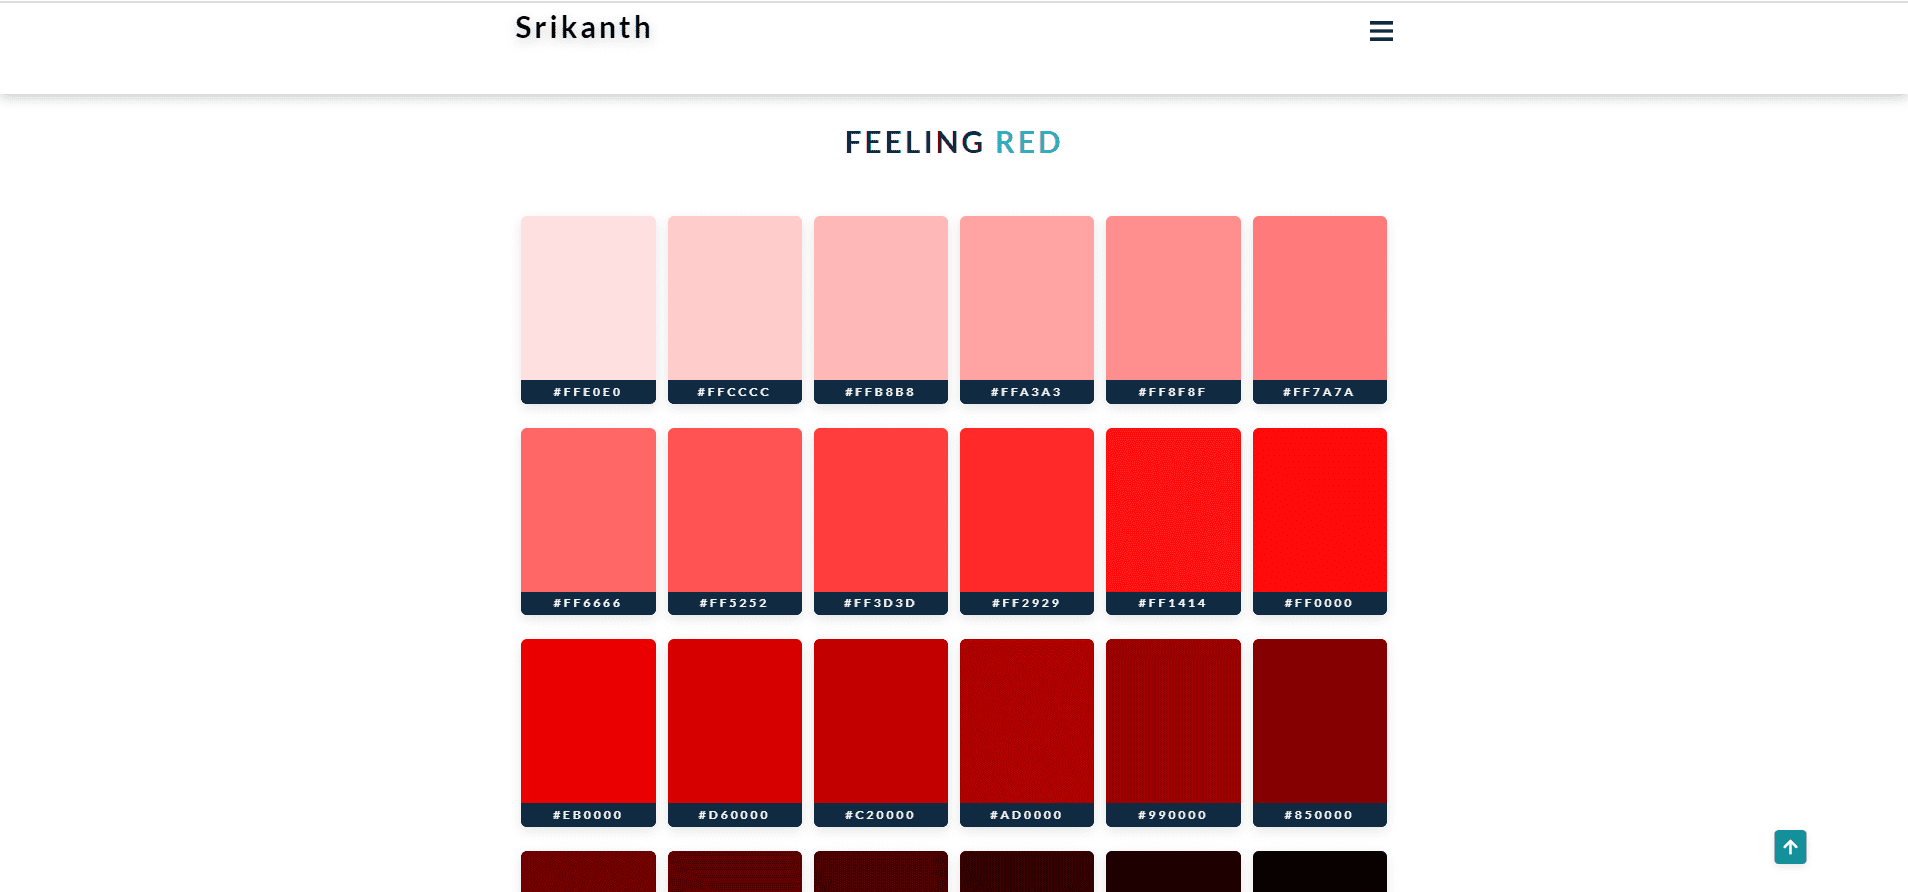 Srikanth
FEELING RED
#FFE0E0 #FFCCCC #FFB8B8 #FFA3A3 #FF8F8F #FF7A7A
#FF6666 #FF5252 #FF3D3D #FF2929 #FF1414 #FF0000
#EB0000 #D60000 #C20000 #AD0000 #990000 #850000